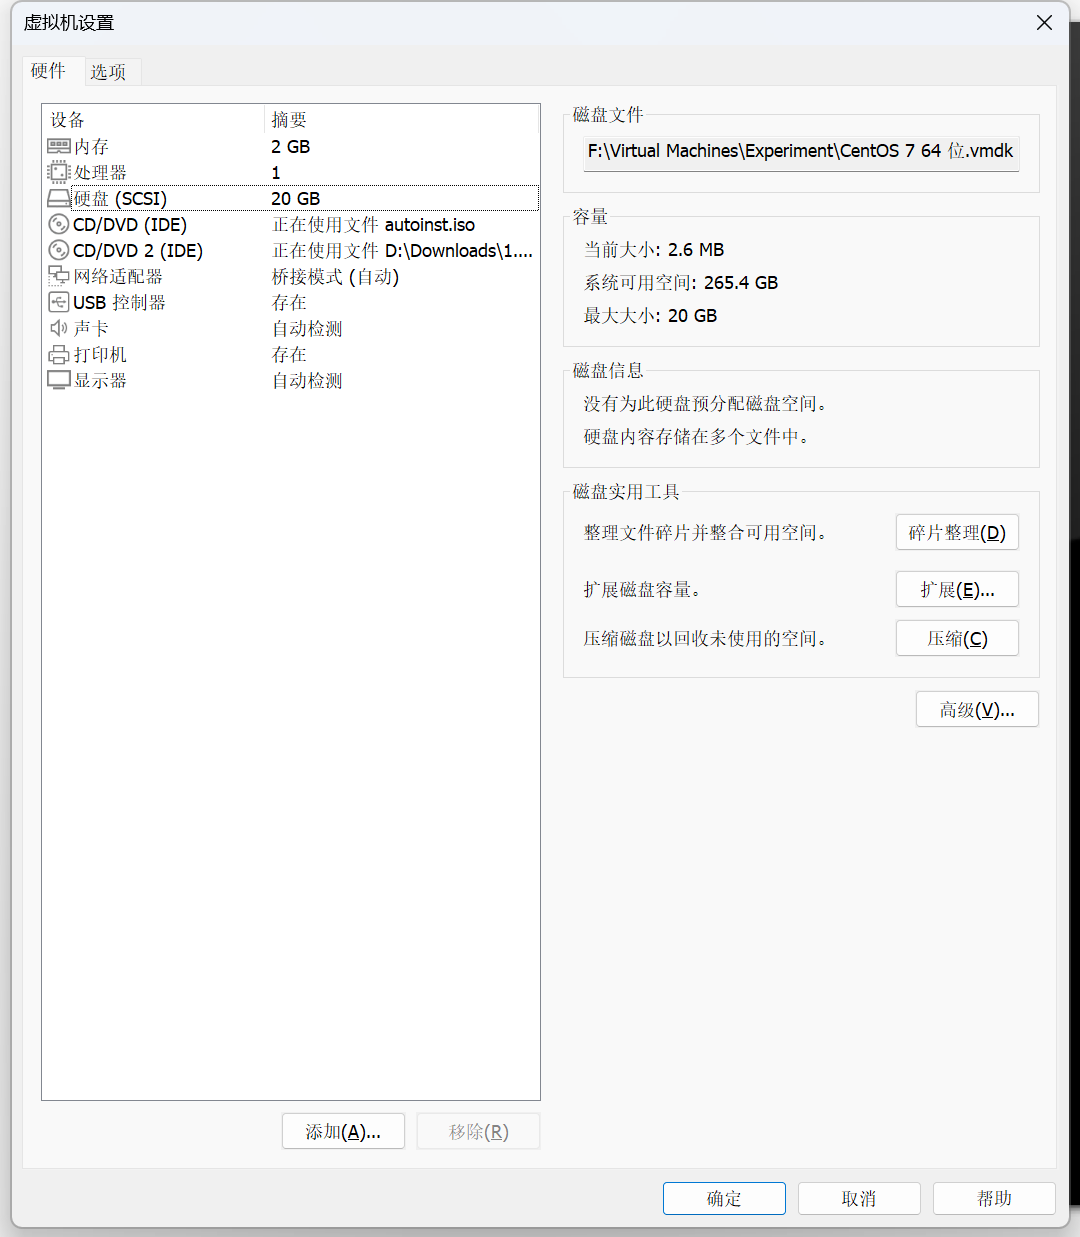 虚拟机设置
硬件 选项
设备 摘要
内存 2 GB
处理器 1
硬盘 (SCSI) 20 GB
CD/DVD (IDE) 正在使用文件 autoinst.iso
CD/DVD 2 (IDE) 正在使用文件 D:\Downloads\1....
网络适配器 桥接模式 (自动)
USB 控制器 存在
声卡 自动检测
打印机 存在
显示器 自动检测
添加(A)... 移除(R)
磁盘文件
F:\Virtual Machines\Experiment\CentOS 7 64 位.vmdk
容量
当前大小: 2.6 MB
系统可用空间: 265.4 GB
最大大小: 20 GB
磁盘信息
没有为此硬盘预分配磁盘空间。
硬盘内容存储在多个文件中。
磁盘实用工具
整理文件碎片并整合可用空间。 碎片整理(D)
扩展磁盘容量。 扩展(E)...
压缩磁盘以回收未使用的空间。 压缩(C)
高级(V)...
确定 取消 帮助